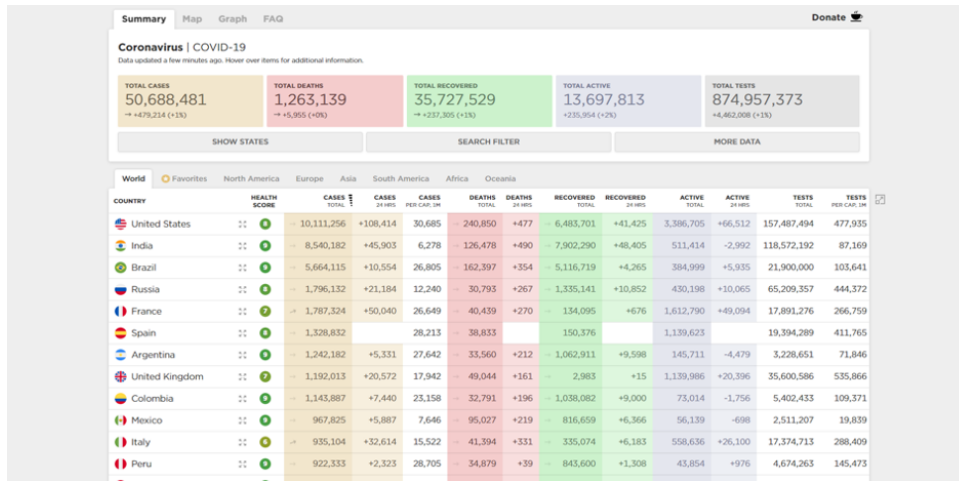 Summary Map Graph FAQ Donate
Coronavirus | COVID-19
Data updated a few minutes ago. Hover over items for additional information.
TOTAL CASES TOTAL DEATHS TOTAL RECOVERED TOTAL ACTIVE TOTAL TESTS
50,688,481 1,263,139 35,727,529 13,697,813 874,957,373
→ +479,214 (+1%) → +5,955 (+0%) → +237,305 (+1%) +235,954 (+2%) +4,462,008 (+1%)
SHOW STATES SEARCH FILTER MORE DATA
World Favorites North America Europe Asia South America Africa Oceania
COUNTRY HEALTH SCORE CASES TOTAL CASES 24 HRS CASES PER CAP, 1M DEATHS TOTAL DEATHS 24 HRS RECOVERED TOTAL RECOVERED 24 HRS ACTIVE TOTAL ACTIVE 24 HRS TESTS TOTAL TESTS PER CAP, 1M
United States 8 10,111,256 +108,414 30,685 240,850 +477 6,483,701 +41,425 3,386,705 +66,512 157,487,494 477,935
India 9 8,540,182 +45,903 6,278 126,478 +490 7,902,290 +48,405 511,414 -2,992 118,572,192 87,169
Brazil 9 5,664,115 +10,554 26,805 162,397 +354 5,116,719 +4,265 384,999 +5,935 21,900,000 103,641
Russia 8 1,796,132 +21,184 12,240 30,793 +267 1,335,141 +10,852 430,198 +10,065 65,209,357 444,372
France 7 1,787,324 +50,040 26,649 40,439 +270 134,095 +676 1,612,790 +49,094 17,891,276 266,759
Spain 8 1,328,832 28,213 38,833 150,376 1,139,623 19,394,289 411,765
Argentina 9 1,242,182 +5,331 27,642 33,560 +212 1,062,911 +9,598 145,711 -4,479 3,228,651 71,846
United Kingdom 7 1,192,013 +20,572 17,942 49,044 +161 2,983 +15 1,139,986 +20,396 35,600,586 535,866
Colombia 9 1,143,887 +7,440 23,158 32,791 +196 1,038,082 +9,000 73,014 -1,756 5,402,433 109,371
Mexico 9 967,825 +5,887 7,646 95,027 +219 816,659 +6,366 56,139 -698 2,511,207 19,839
Italy 6 935,104 +32,614 15,522 41,394 +331 335,074 +6,183 558,636 +26,100 17,374,713 288,409
Peru 9 922,333 +2,323 28,705 34,879 +39 843,600 +1,308 43,854 +976 4,674,263 145,473